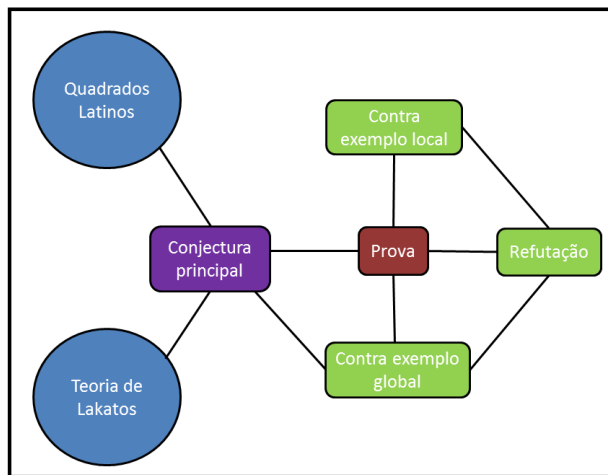 Quadrados
Latinos
Contra
exemplo local
Conjectura
principal
Prova
Refutação
Contra exemplo
global
Teoria de
Lakatos